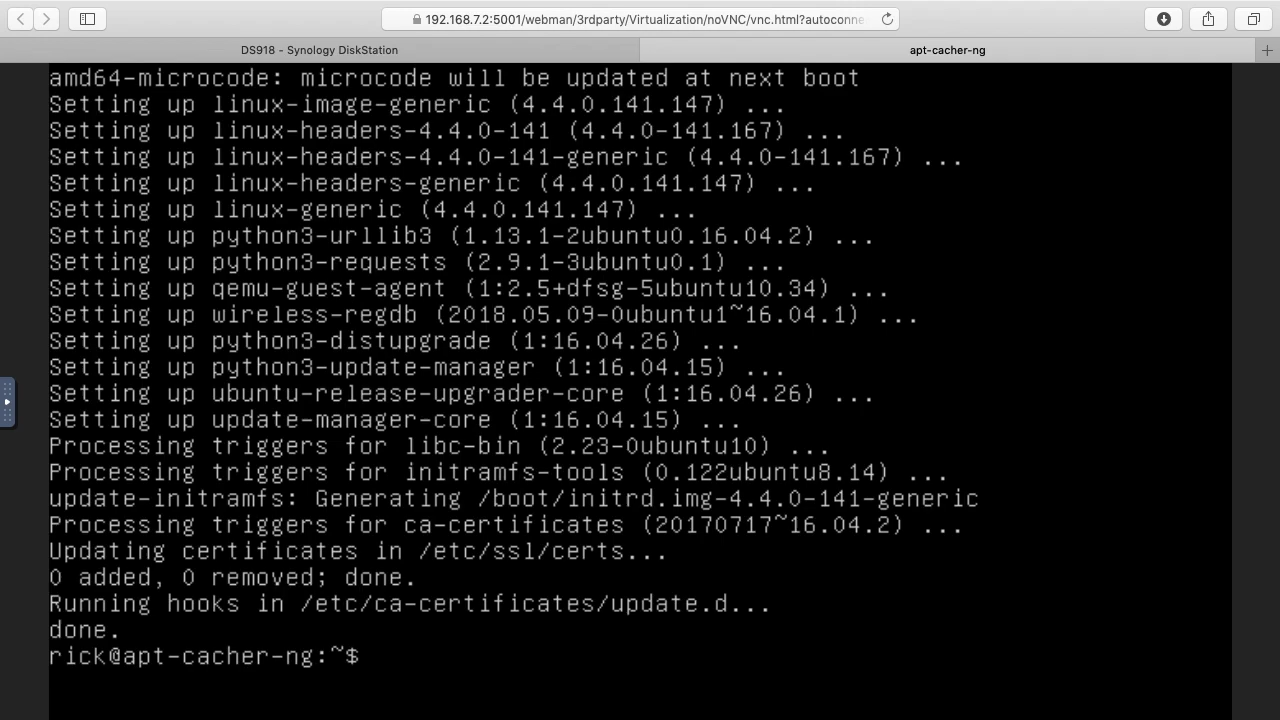 192.168.7.2:5001/webman/3rdparty/Virtualization/noVNC/vnc.html?autoconne
DS918 - Synology DiskStation
apt-cacher-ng
amd64-microcode: microcode will be updated at next boot
Setting up linux-image-generic (4.4.0.141.147) ...
Setting up linux-headers-4.4.0-141 (4.4.0-141.167) ...
Setting up linux-headers-4.4.0-141-generic (4.4.0-141.167) ...
Setting up linux-headers-generic (4.4.0.141.147) ...
Setting up linux-generic (4.4.0.141.147) ...
Setting up python3-urllib3 (1.13.1-2ubuntu0.16.04.2) ...
Setting up python3-requests (2.9.1-3ubuntu0.1) ...
Setting up qemu-guest-agent (1:2.5+dfsg-5ubuntu10.34) ...
Setting up wireless-regdb (2018.05.09-0ubuntu1~16.04.1) ...
Setting up python3-distupgrade (1:16.04.26) ...
Setting up python3-update-manager (1:16.04.15) ...
Setting up ubuntu-release-upgrader-core (1:16.04.26) ...
Setting up update-manager-core (1:16.04.15) ...
Processing triggers for libc-bin (2.23-0ubuntu10) ...
Processing triggers for initramfs-tools (0.122ubuntu8.14) ...
update-initramfs: Generating /boot/initrd.img-4.4.0-141-generic
Processing triggers for ca-certificates (20170717~16.04.2) ...
Updating certificates in /etc/ssl/certs...
0 added, 0 removed; done.
Running hooks in /etc/ca-certificates/update.d...
done.
rick@apt-cacher-ng:~$